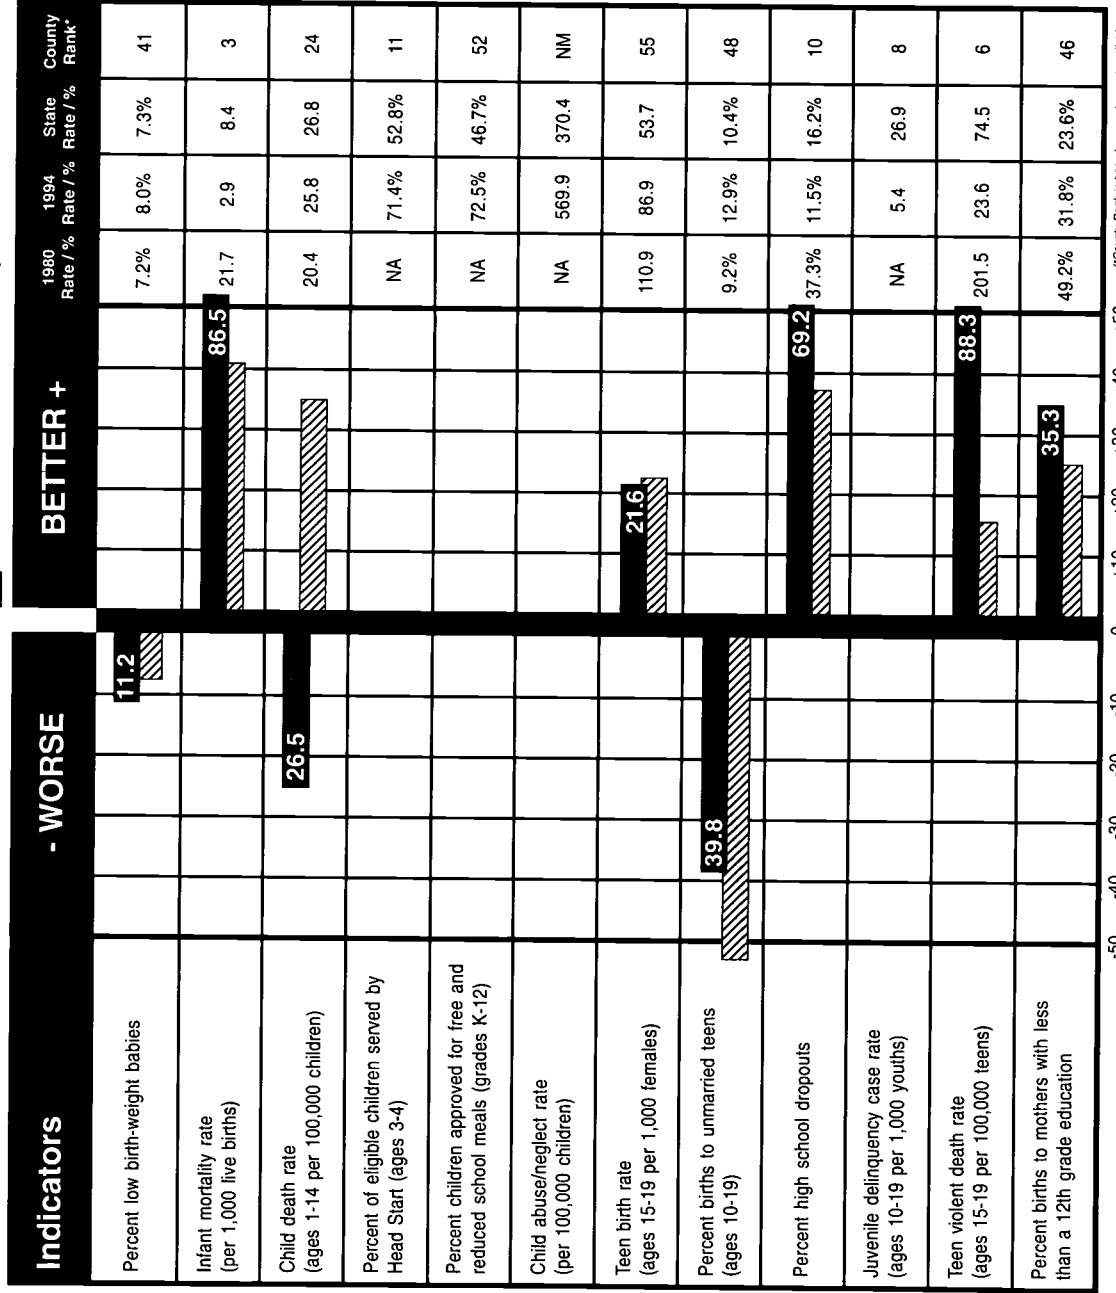 Indicators - WORSE BETTER + 1980 Rate / % 1994 Rate / % State Rate / % County Rank*
Percent low birth-weight babies 11.2 7.2% 8.0% 7.3% 41
Infant mortality rate
(per 1,000 live births) 86.5 21.7 2.9 8.4 3
Child death rate
(ages 1-14 per 100,000 children) 26.5 20.4 25.8 26.8 24
Percent of eligible children served by
Head Start (ages 3-4) NA 71.4% 52.8% 11
Percent children approved for free and
reduced school meals (grades K-12) NA 72.5% 46.7% 52
Child abuse/neglect rate
(per 100,000 children) NA 569.9 370.4 NM
Teen birth rate
(ages 15-19 per 1,000 females) 21.6 110.9 86.9 53.7 55
Percent births to unmarried teens
(ages 10-19) 39.8 9.2% 12.9% 10.4% 48
Percent high school dropouts 69.2 37.3% 11.5% 16.2% 10
Juvenile delinquency case rate
(ages 10-19 per 1,000 youths) NA 5.4 26.9 8
Teen violent death rate
(ages 15-19 per 100,000 teens) 88.3 201.5 23.6 74.5 6
Percent births to mothers with less
than a 12th grade education 35.3 49.2% 31.8% 23.6% 46
-50 -40 -30 -20 -10 0 +10 +20 +30 +40 +50